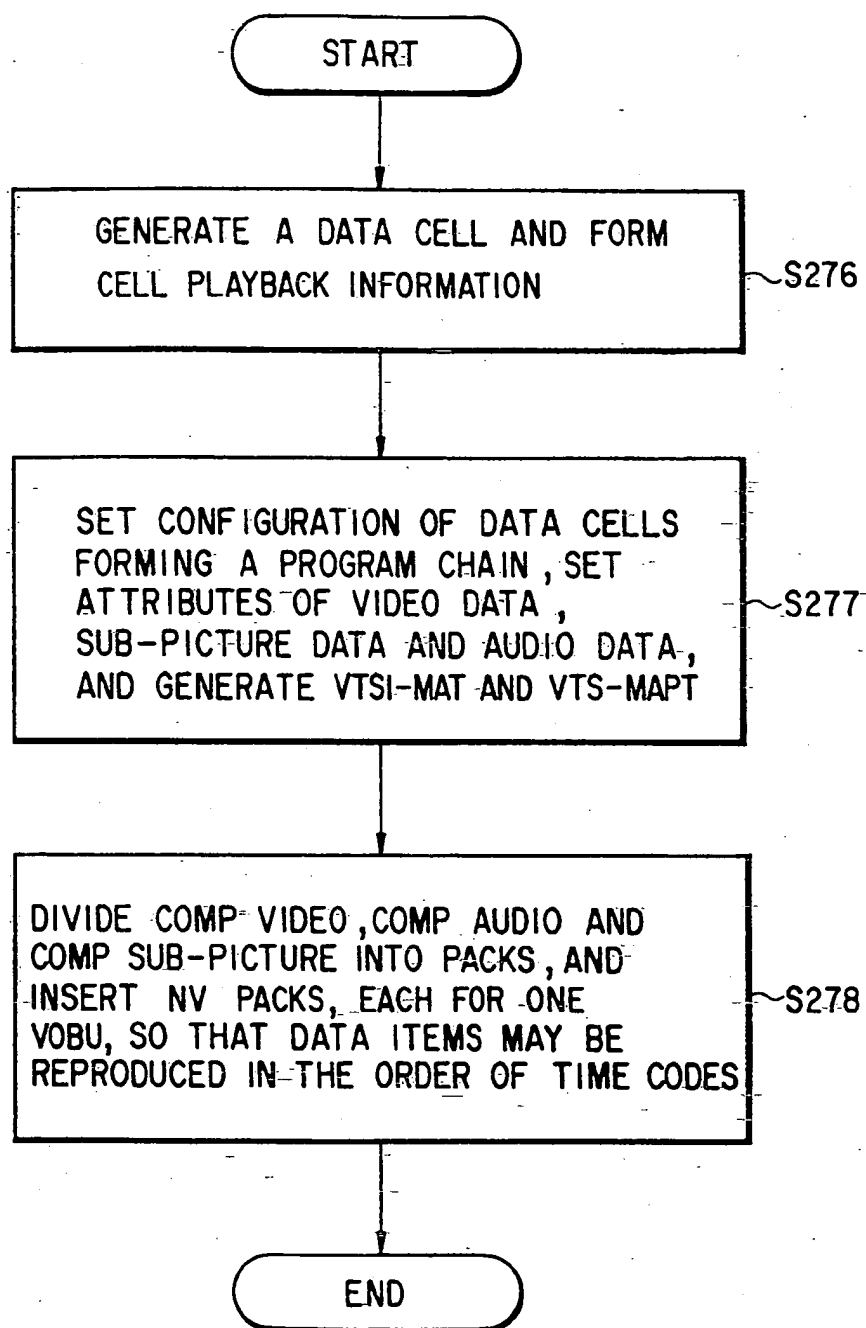 START
GENERATE A DATA CELL AND FORM
CELL PLAYBACK INFORMATION
S276
SET CONFIGURATION OF DATA CELLS
FORMING A PROGRAM CHAIN, SET
ATTRIBUTES OF VIDEO DATA,
SUB-PICTURE DATA AND AUDIO DATA,
AND GENERATE VTSI-MAT AND VTS-MAPT
S277
DIVIDE COMP VIDEO, COMP AUDIO AND
COMP SUB-PICTURE INTO PACKS, AND
INSERT NV PACKS, EACH FOR ONE
VOBU, SO THAT DATA ITEMS MAY BE
REPRODUCED IN THE ORDER OF TIME CODES
S278
END